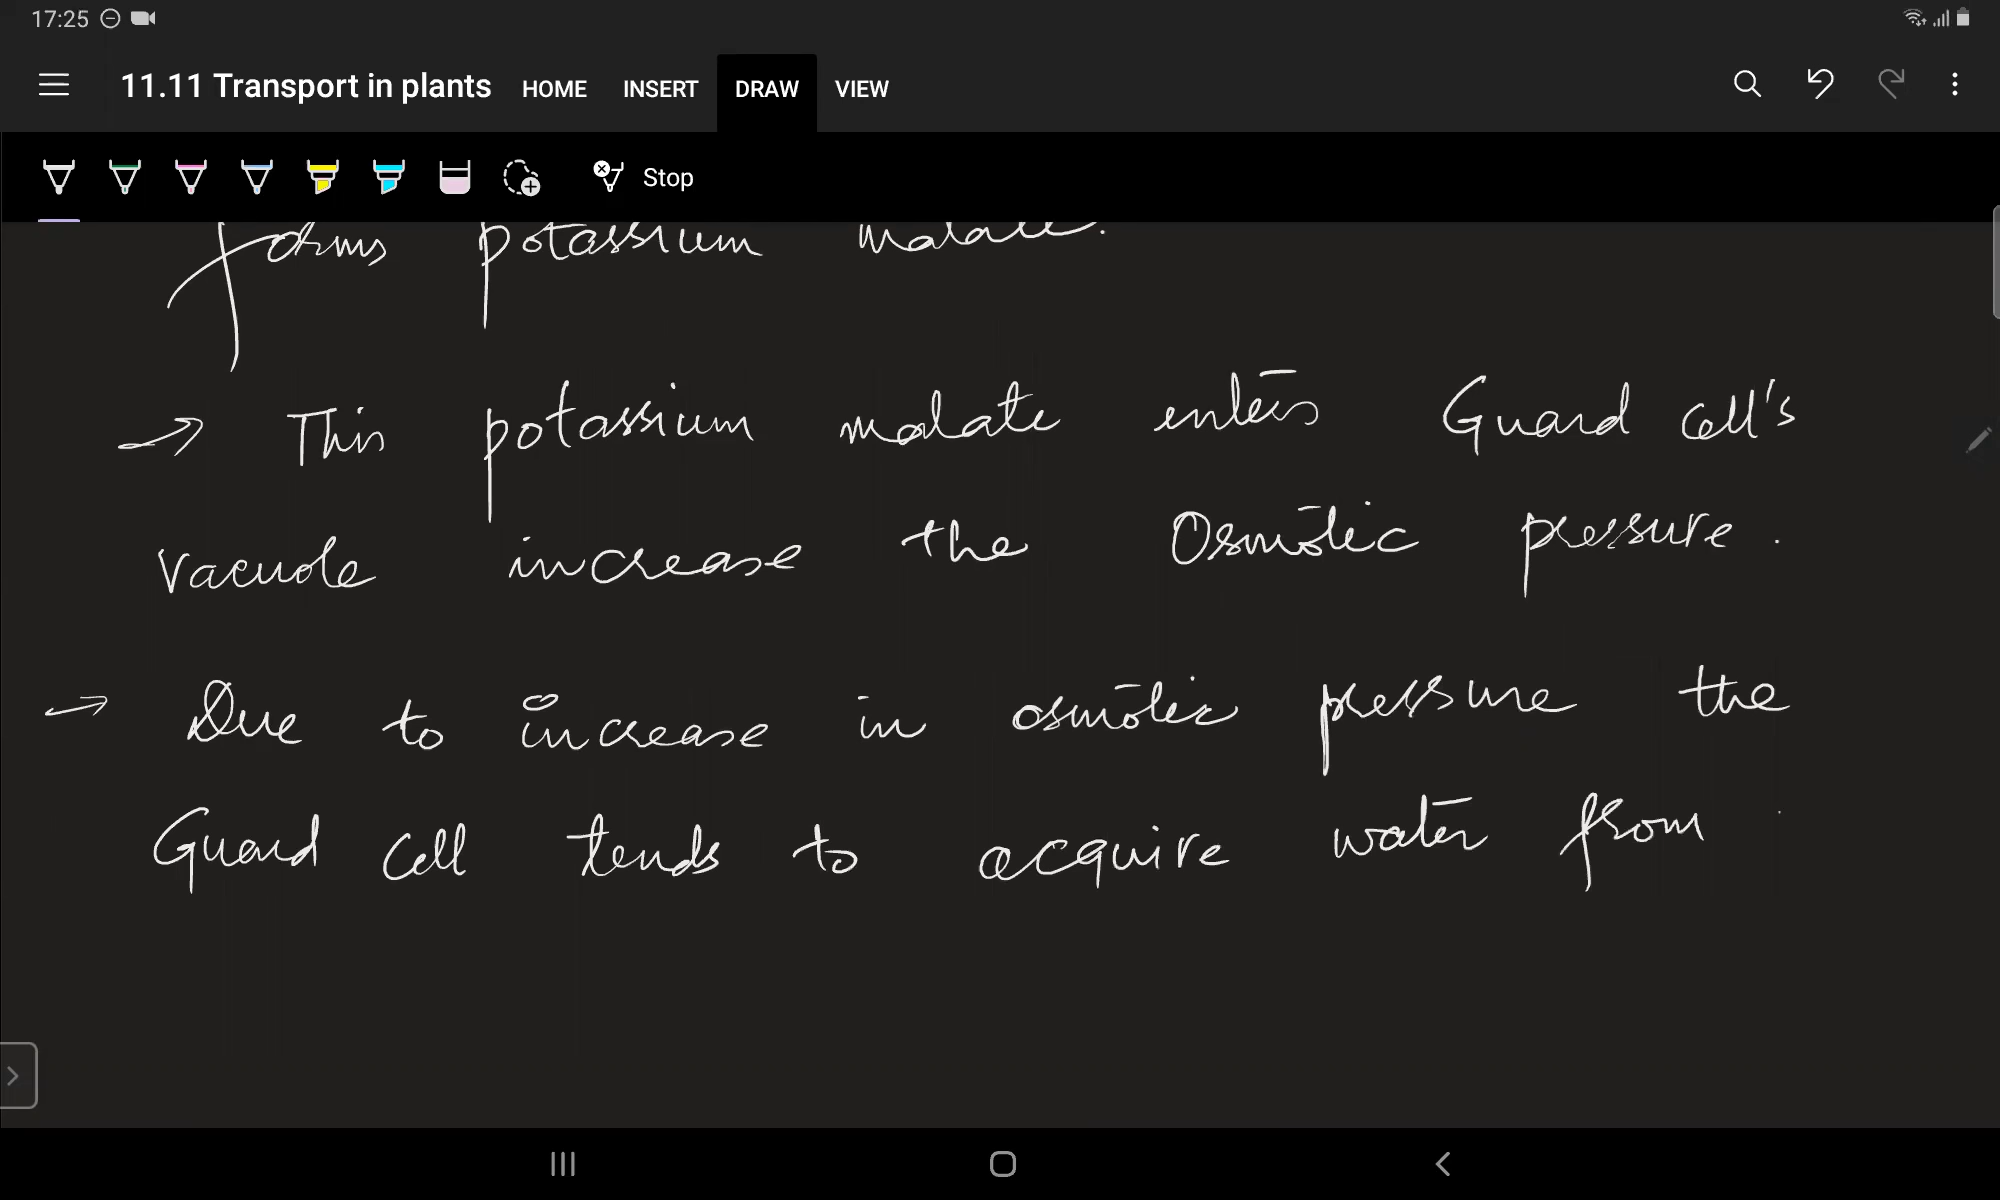 17:25
11.11 Transport in plants HOME INSERT DRAW VIEW
Stop
forms potassium malate.
→ This potassium malate enters Guard cell's
vacuole increase the Osmotic pressure.
→ Due to increase in osmotic pressure the
Guard cell tends to acquire water from